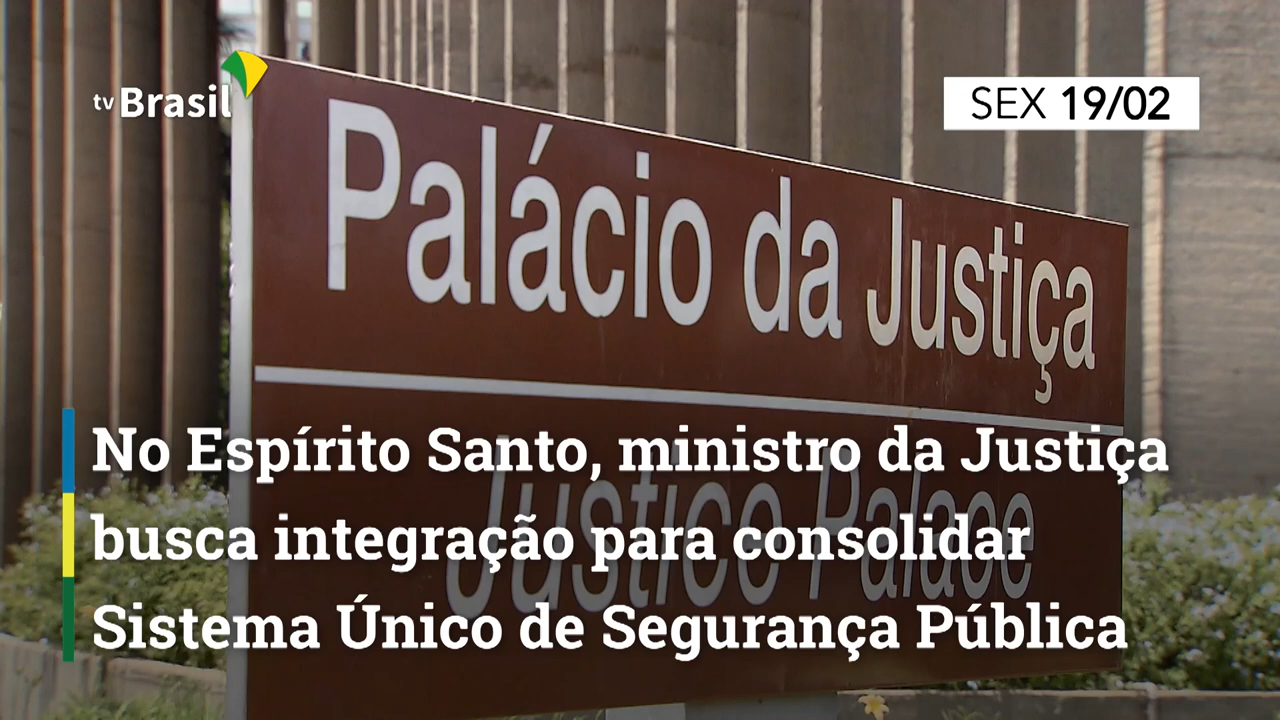 tv Brasil
SEX 19/02
Palácio da Justiça
Justice Palace
No Espírito Santo, ministro da Justiça
busca integração para consolidar
Sistema Único de Segurança Pública